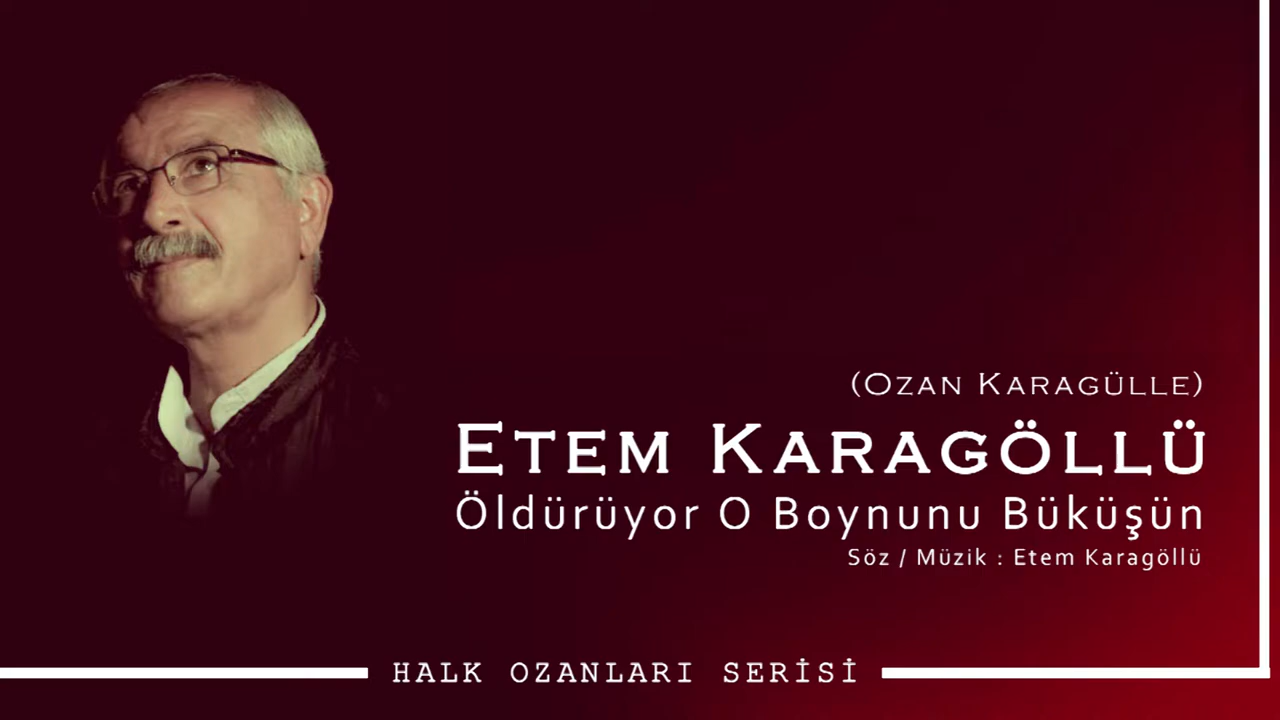 (Ozan Karagülle)
Etem Karagöllü
Öldürüyor O Boynunu Büküşün
Söz / Müzik : Etem Karagöllü
HALK OZANLARI SERİSİ